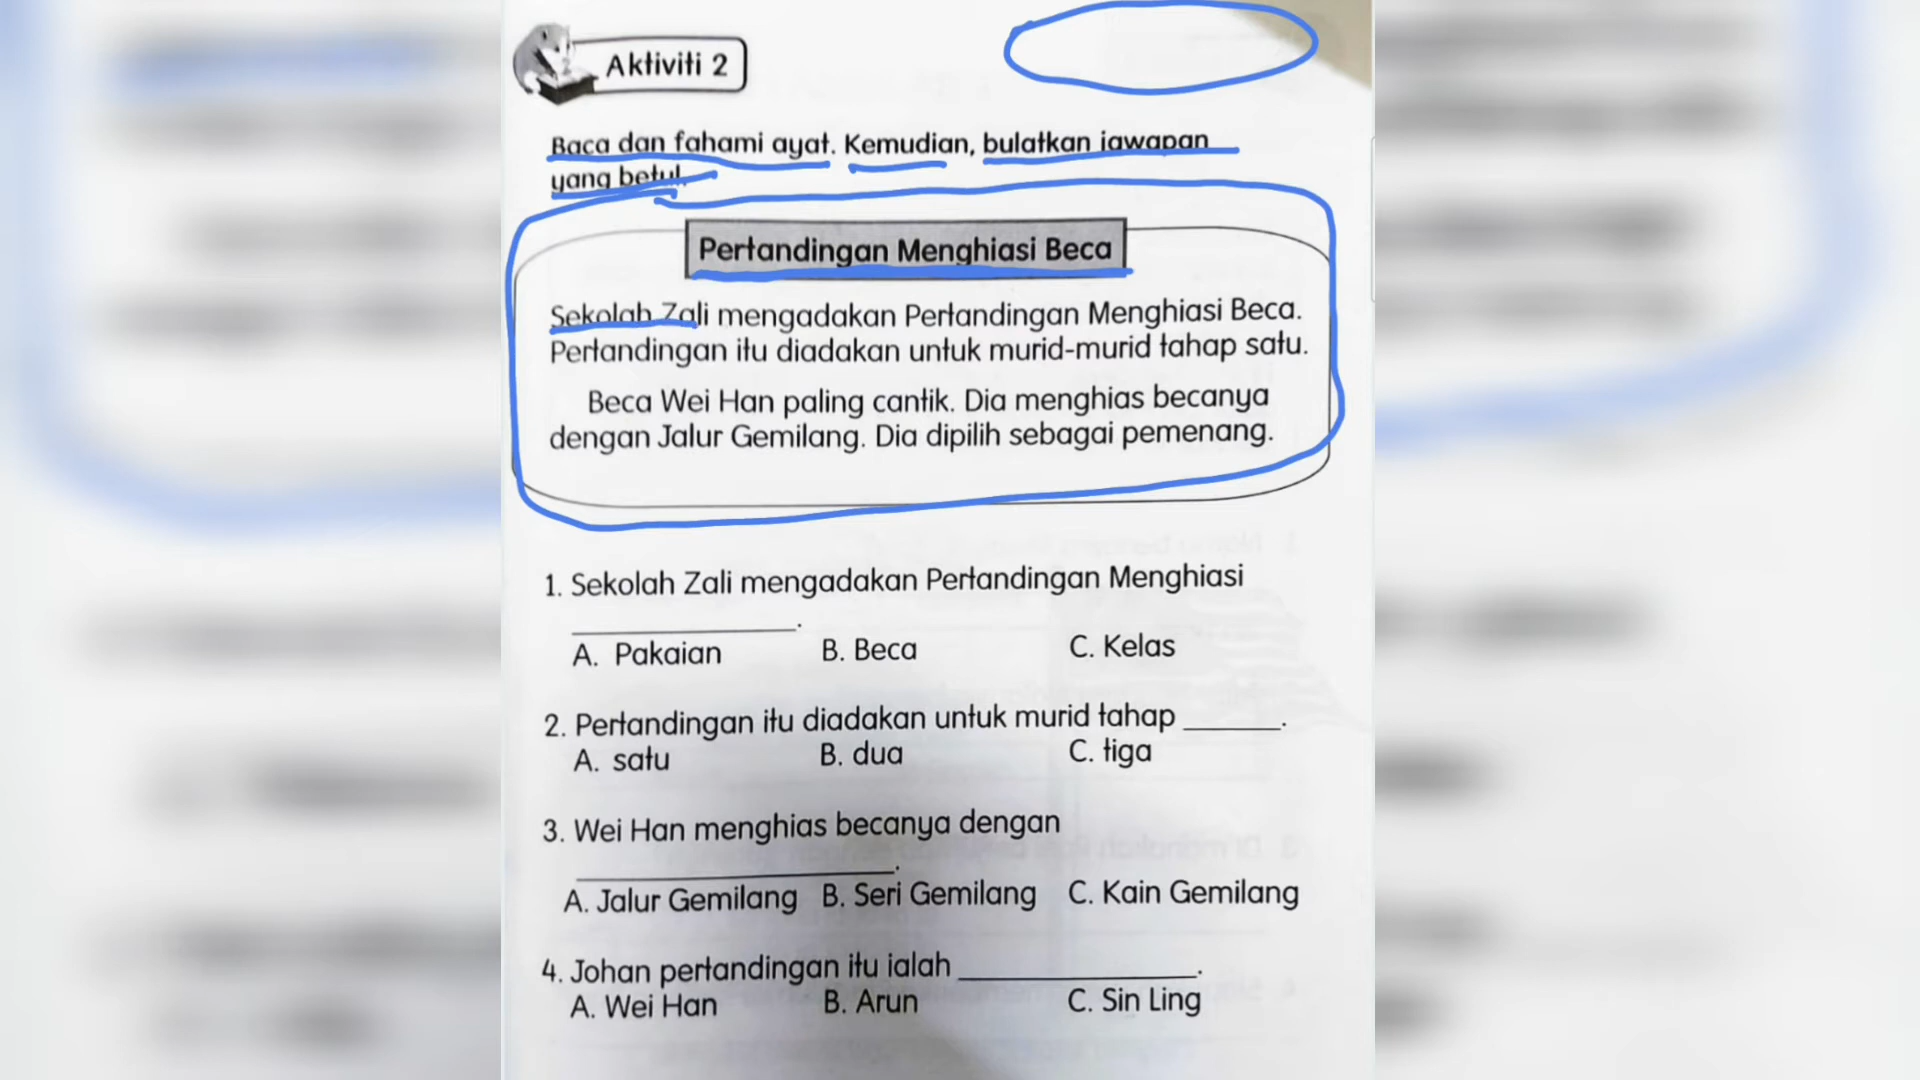 Aktiviti 2
Baca dan fahami ayat. Kemudian, bulatkan jawapan
yang betul.
Pertandingan Menghiasi Beca
Sekolah Zali mengadakan Pertandingan Menghiasi Beca.
Pertandingan itu diadakan untuk murid-murid tahap satu.
Beca Wei Han paling cantik. Dia menghias becanya
dengan Jalur Gemilang. Dia dipilih sebagai pemenang.
1. Sekolah Zali mengadakan Pertandingan Menghiasi
____________.
A. Pakaian B. Beca C. Kelas
2. Pertandingan itu diadakan untuk murid tahap ______.
A. satu B. dua C. tiga
3. Wei Han menghias becanya dengan
________________.
A. Jalur Gemilang B. Seri Gemilang C. Kain Gemilang
4. Johan pertandingan itu ialah _____________.
A. Wei Han B. Arun C. Sin Ling